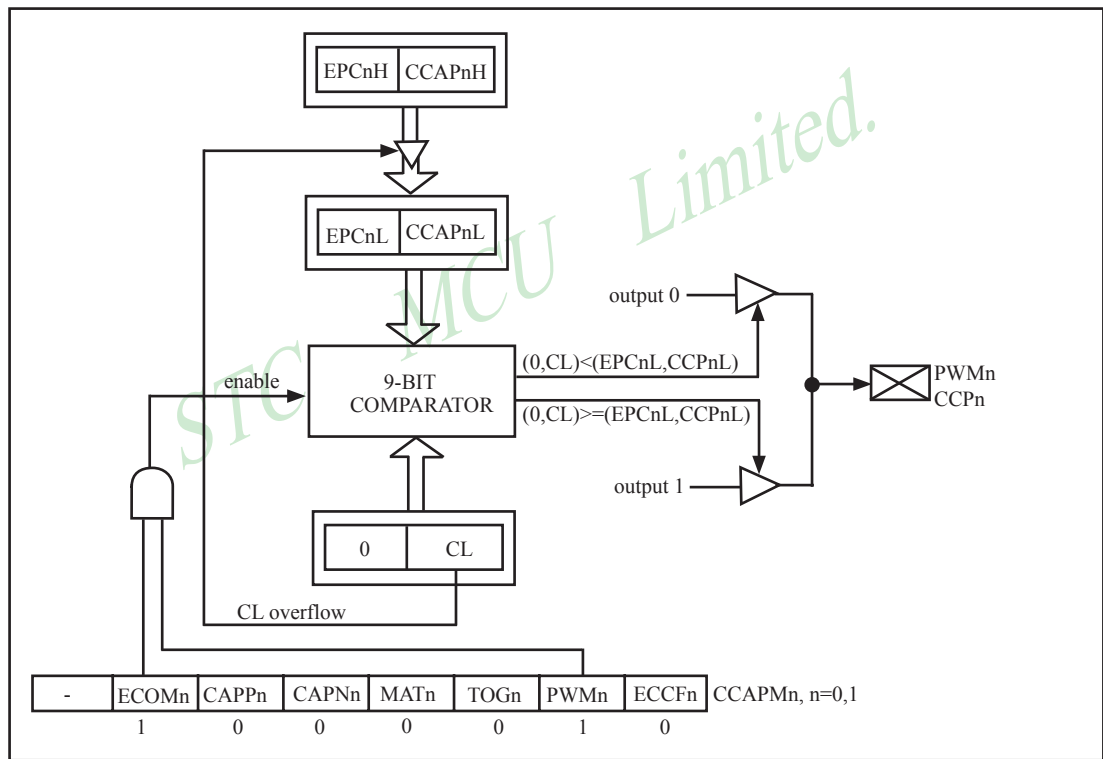 EPCnH CCAPnH
EPCnL CCAPnL
output 0
(0,CL)<(EPCnL,CCPnL)
enable
9-BIT
COMPARATOR
PWMn
CCPn
(0,CL)>=(EPCnL,CCPnL)
output 1
0 CL
CL overflow
- ECOMn CAPPn CAPNn MATn TOGn PWMn ECCFn CCAPMn, n=0,1
1 0 0 0 0 1 0
STC MCU Limited.